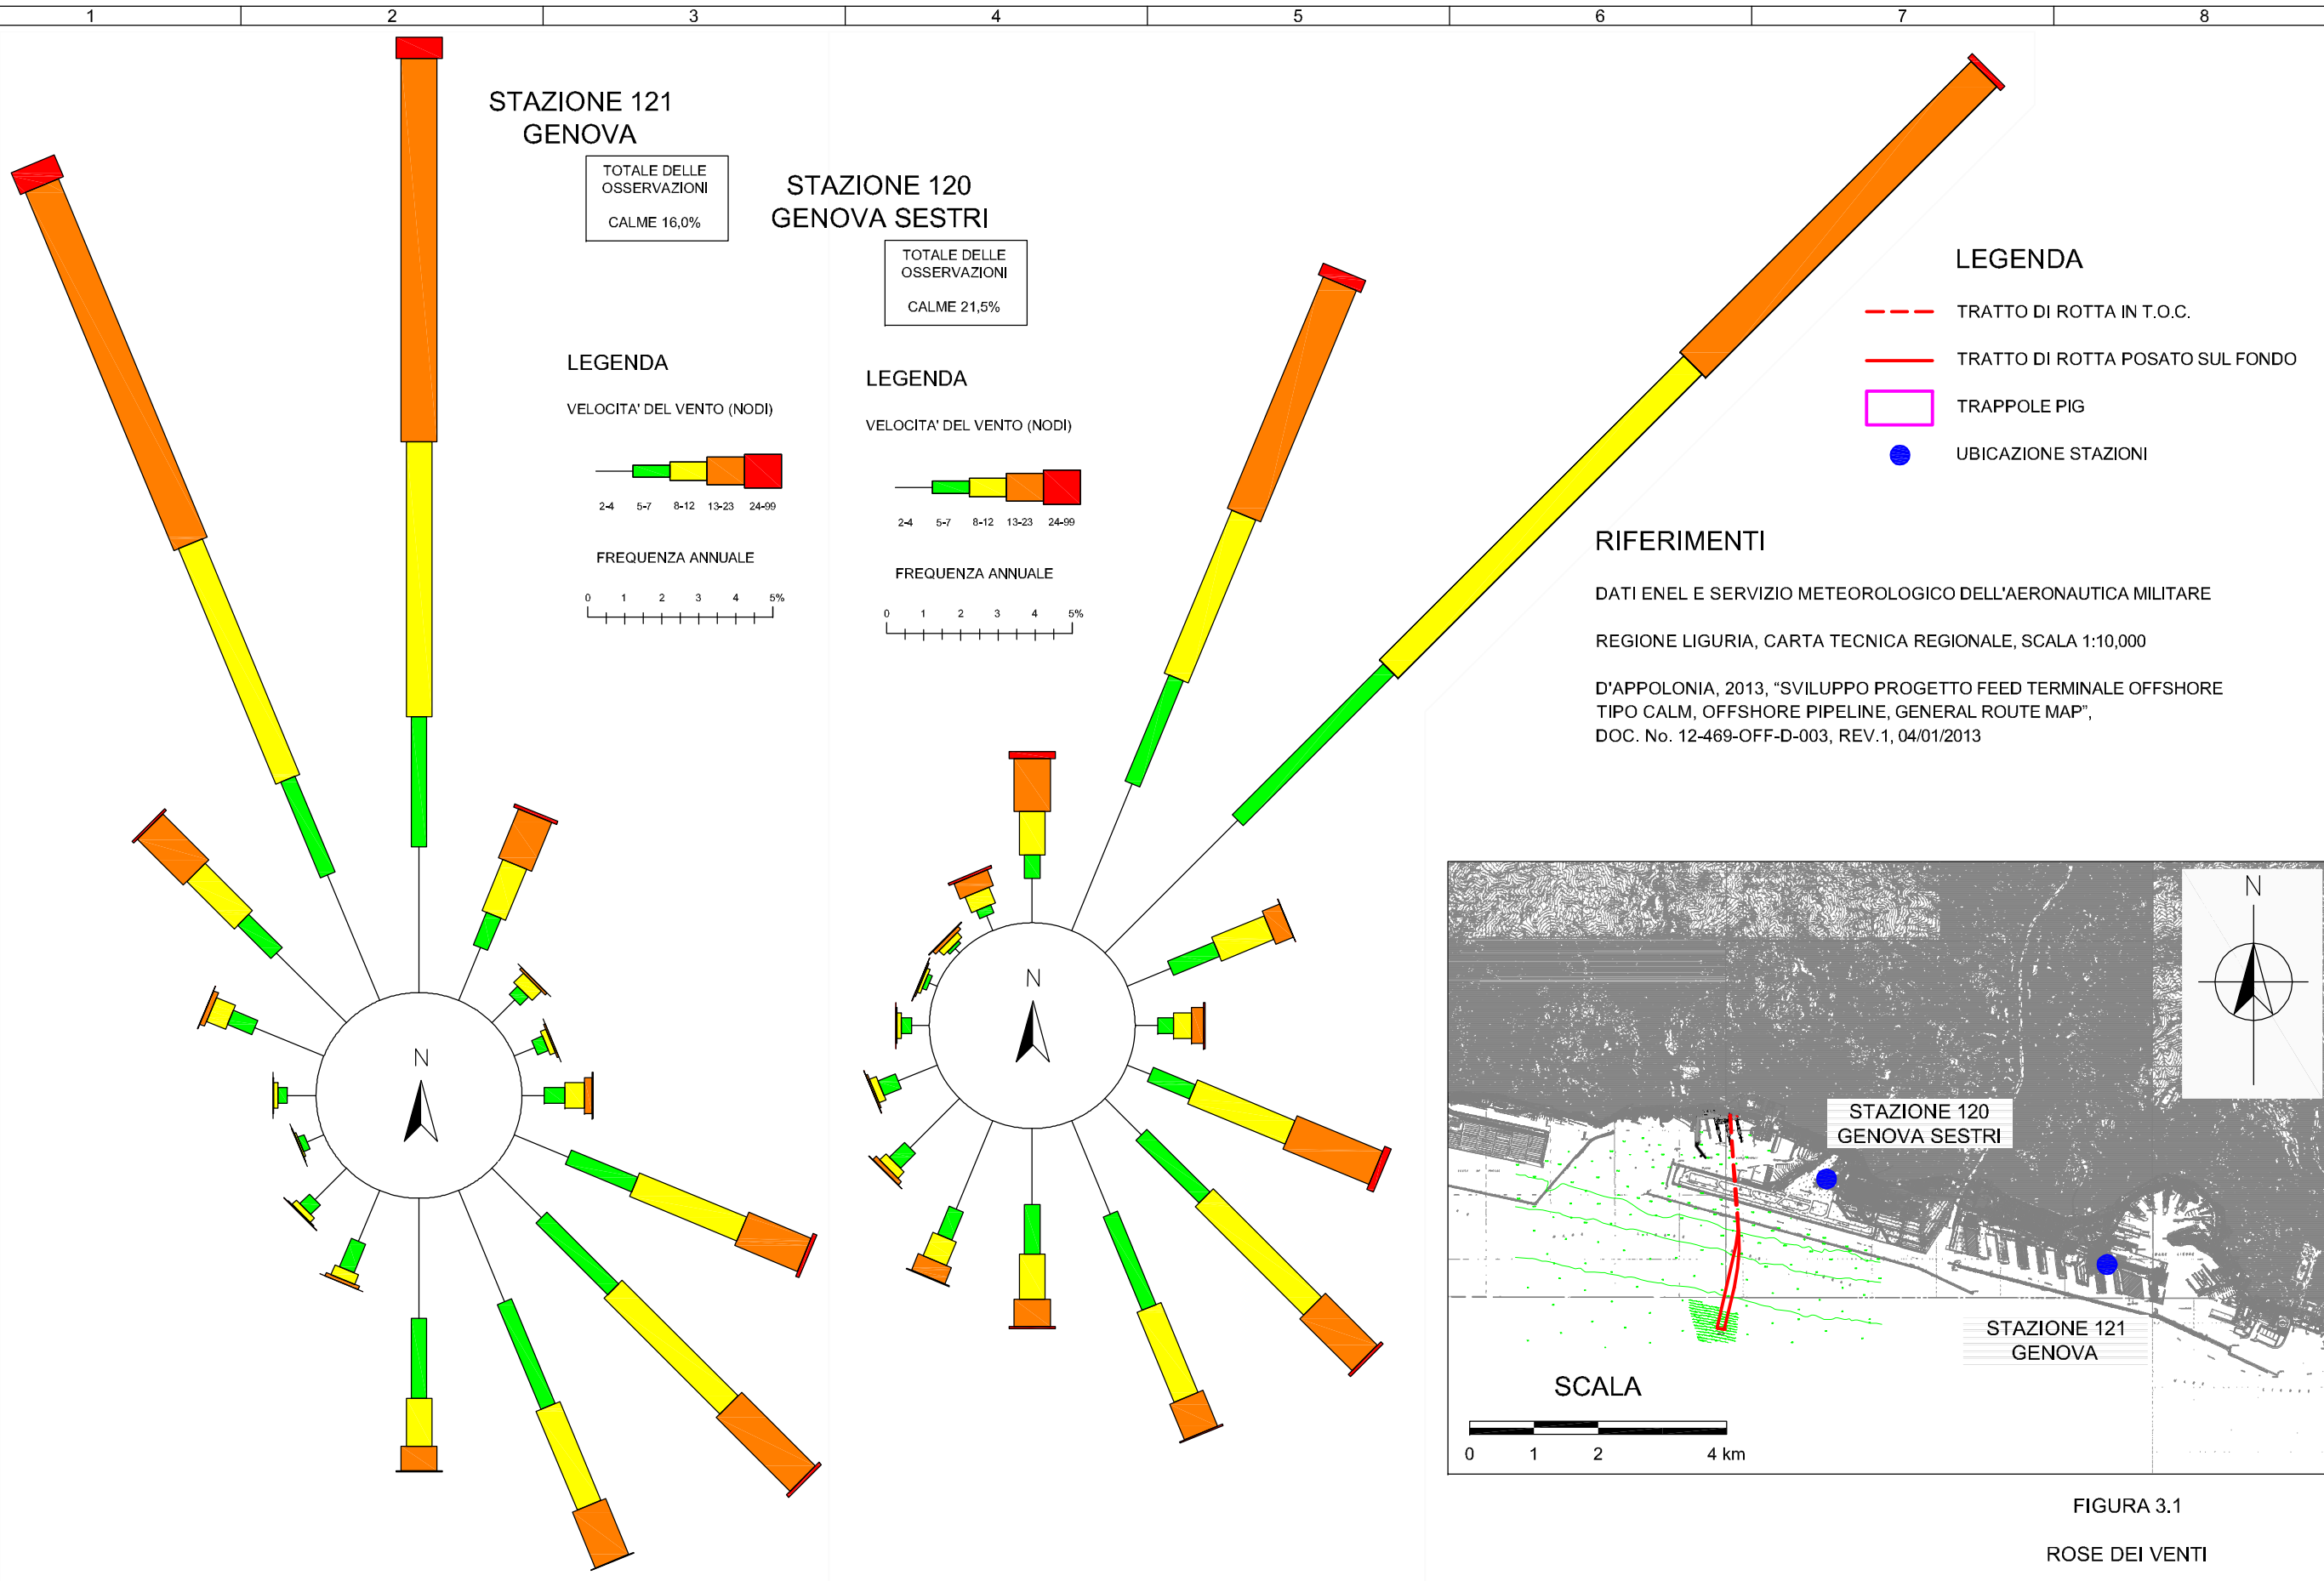 1 2 3 4 5 6 7 8
STAZIONE 121
GENOVA
TOTALE DELLE
OSSERVAZIONI
CALME 16,0%
LEGENDA
VELOCITA' DEL VENTO (NODI)
2-4 5-7 8-12 13-23 24-99
FREQUENZA ANNUALE
0 1 2 3 4 5%
N
STAZIONE 120
GENOVA SESTRI
TOTALE DELLE
OSSERVAZIONI
CALME 21,5%
LEGENDA
VELOCITA' DEL VENTO (NODI)
2-4 5-7 8-12 13-23 24-99
FREQUENZA ANNUALE
0 1 2 3 4 5%
N
LEGENDA
TRATTO DI ROTTA IN T.O.C.
TRATTO DI ROTTA POSATO SUL FONDO
TRAPPOLE PIG
UBICAZIONE STAZIONI
RIFERIMENTI
DATI ENEL E SERVIZIO METEOROLOGICO DELL'AERONAUTICA MILITARE
REGIONE LIGURIA, CARTA TECNICA REGIONALE, SCALA 1:10,000
D'APPOLONIA, 2013, “SVILUPPO PROGETTO FEED TERMINALE OFFSHORE
TIPO CALM, OFFSHORE PIPELINE, GENERAL ROUTE MAP”,
DOC. No. 12-469-OFF-D-003, REV.1, 04/01/2013
N
STAZIONE 120
GENOVA SESTRI
STAZIONE 121
GENOVA
SCALA
0 1 2 4 km
FIGURA 3.1
ROSE DEI VENTI